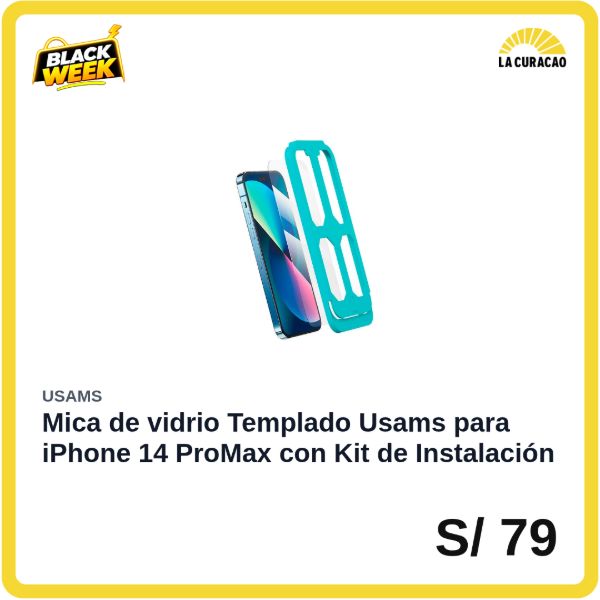 BLACK
WEEK
LA CURACAO
USAMS
Mica de vidrio Templado Usams para
iPhone 14 ProMax con Kit de Instalación
S/ 79